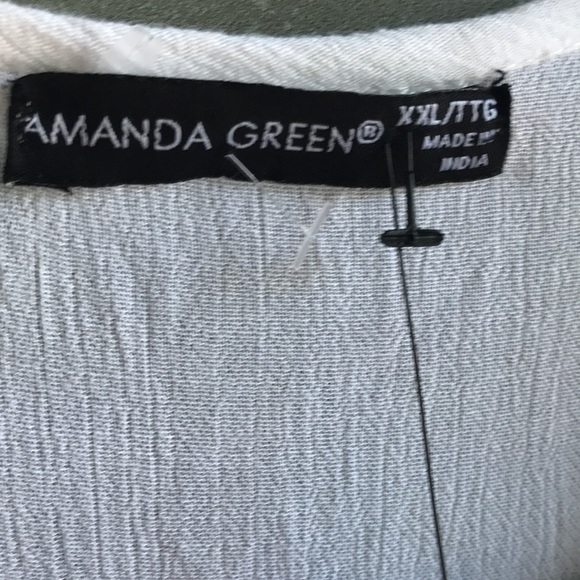 AMANDA GREEN®
XXL/TTG
MADE IN
INDIA